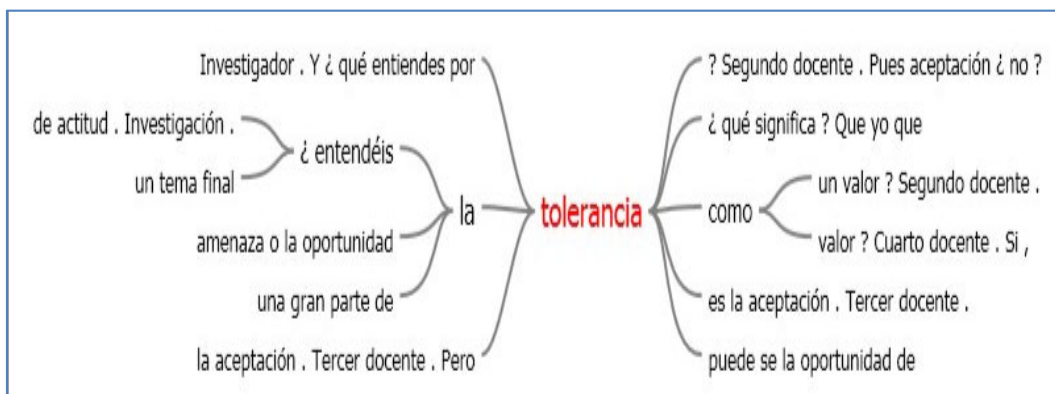 Investigador . Y ¿ qué entiendes por
de actitud . Investigación .
un tema final
¿ entendéis
amenaza o la oportunidad
una gran parte de
la
la aceptación . Tercer docente . Pero
tolerancia
? Segundo docente . Pues aceptación ¿ no ?
¿ qué significa ? Que yo que
como
un valor ? Segundo docente .
valor ? Cuarto docente . Si ,
es la aceptación . Tercer docente .
puede se la oportunidad de